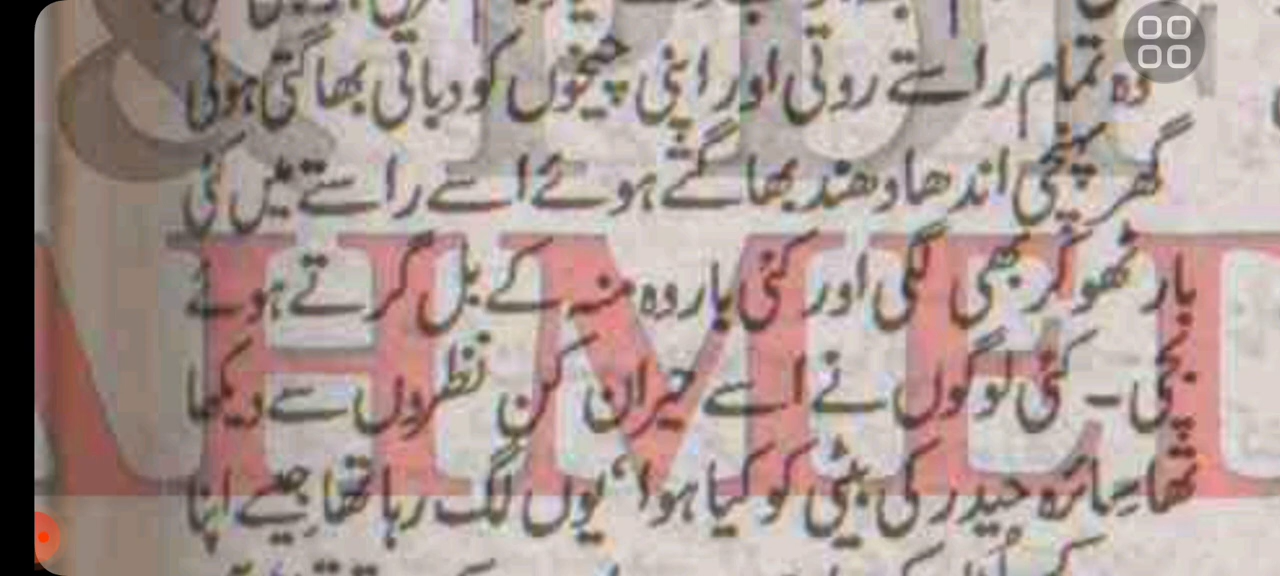 وہ تمام راستے روتی اور اپنی چیخوں کو دباتی بھاگتی ہوئی
گھر پہنچی اندھا دھند بھاگتے ہوئے اسے راستے میں کئی
بار ٹھوکر بھی لگی اور کئی بار وہ منہ کے بل گرتے ہوئے
بچی۔ کئی لوگوں نے اسے حیران کن نظروں سے دیکھا
تھا سائرہ حیدر کی بیٹی کو کیا ہوا‘ یوں لگ رہا تھا جیسے اپنا